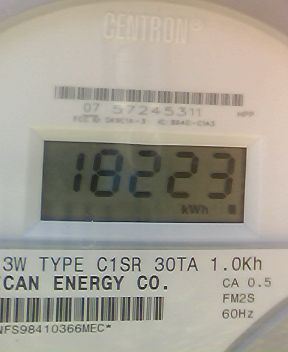 CENTRON®
07 57245311 HPP
18223
kWh
3W TYPE C1SR 30TA 1.0Kh
CAN ENERGY CO.
CA 0.5
FM2S
60Hz
NFS98410366MEC*